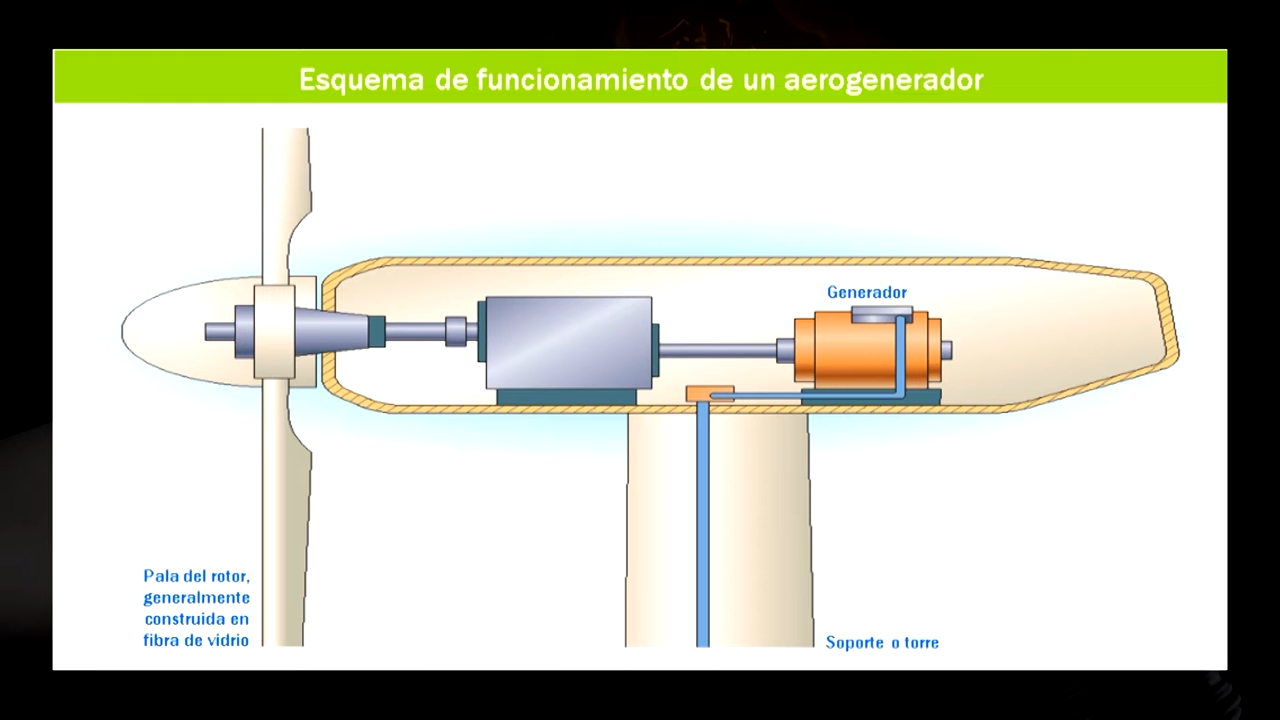 Esquema de funcionamiento de un aerogenerador
Generador
Pala del rotor,
generalmente
construida en
fibra de vidrio
Soporte o torre